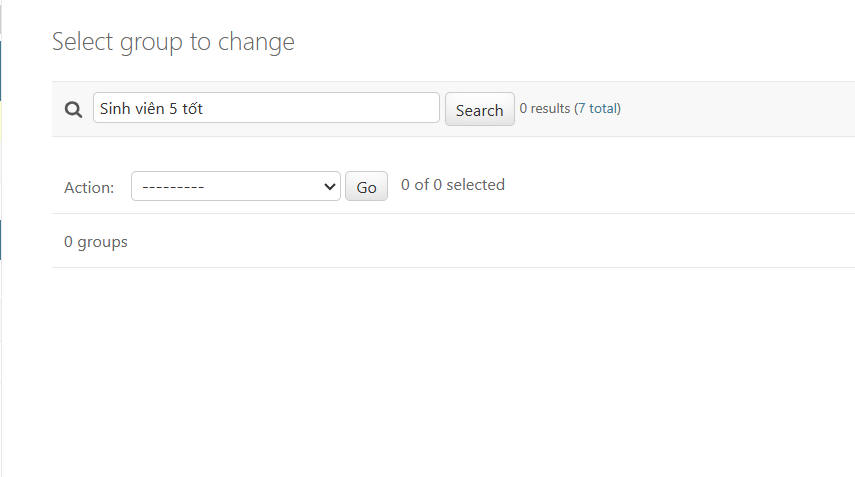 Select group to change
Sinh viên 5 tốt Search 0 results (7 total)
Action: --------- Go 0 of 0 selected
0 groups